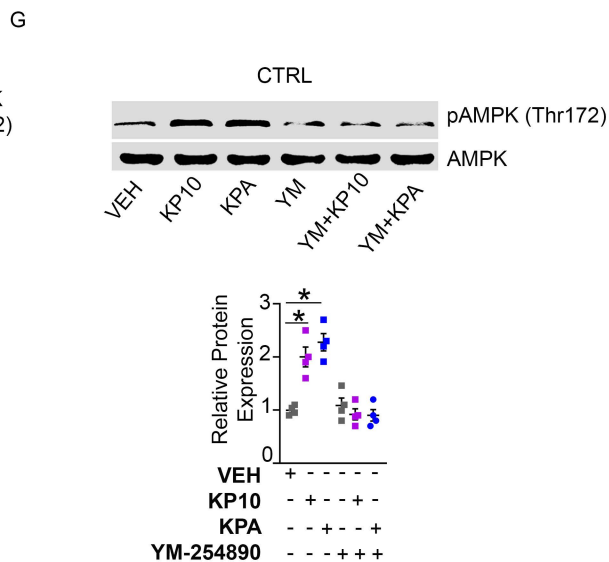 G
CTRL
2)
pAMPK (Thr172)
AMPK
VEH
KP10
KPA
YM
YM+KP10
YM+KPA
Relative Protein
Expression
3
2
1
0
*
*
VEH + - - - - -
KP10 - + - - + -
KPA - - + - - +
YM-254890 - - - + + +